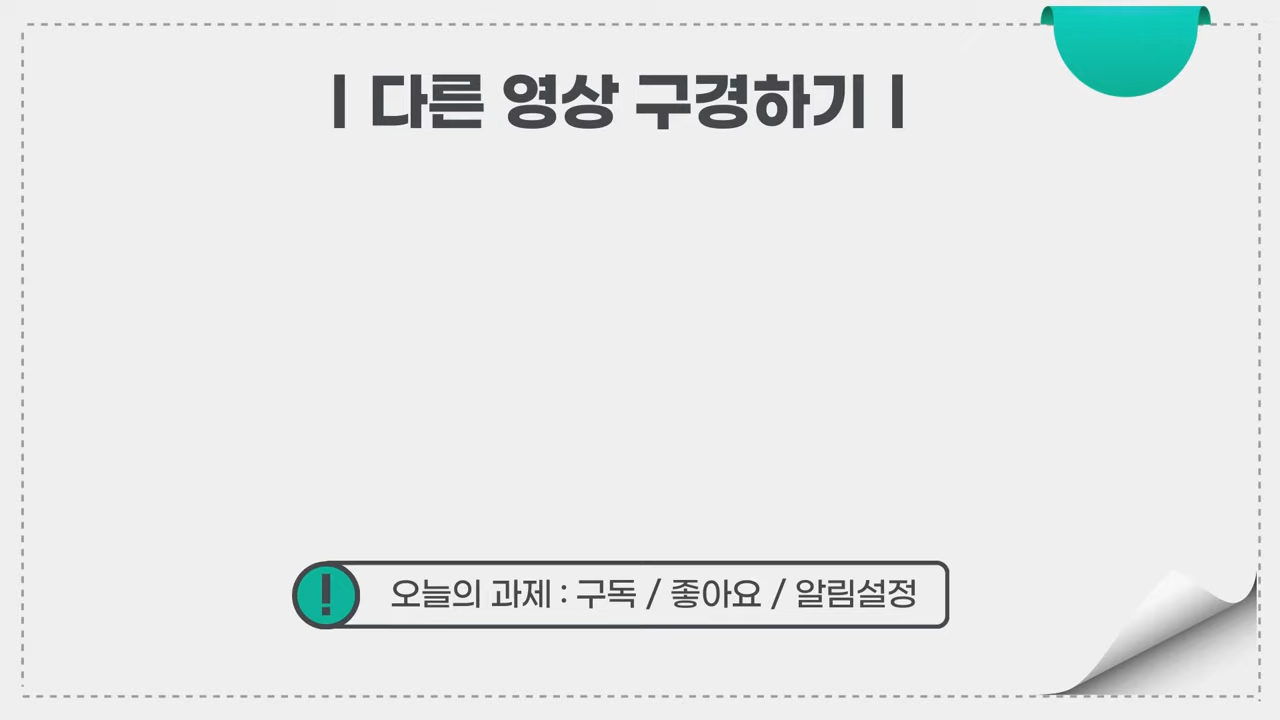 | 다른 영상 구경하기 |
! 오늘의 과제 : 구독 / 좋아요 / 알림설정